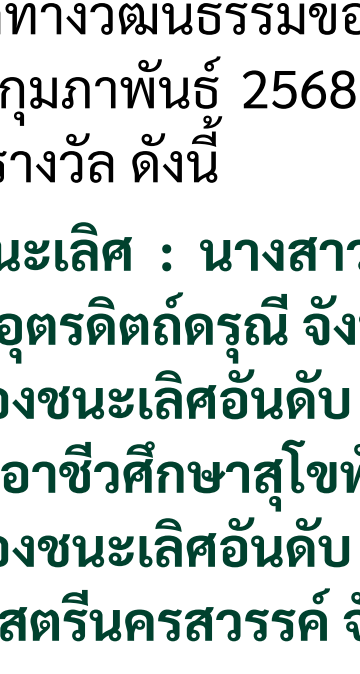 ทางวัฒนธรรมขอ
กุมภาพันธ์ 2568
รางวัล ดังนี้
นะเลิศ : นางสาว
อุตรดิตถ์ดรุณี จัง
องชนะเลิศอันดับ
อาชีวศึกษาสุโขทั
องชนะเลิศอันดับ
สตรีนครสวรรค์ จั